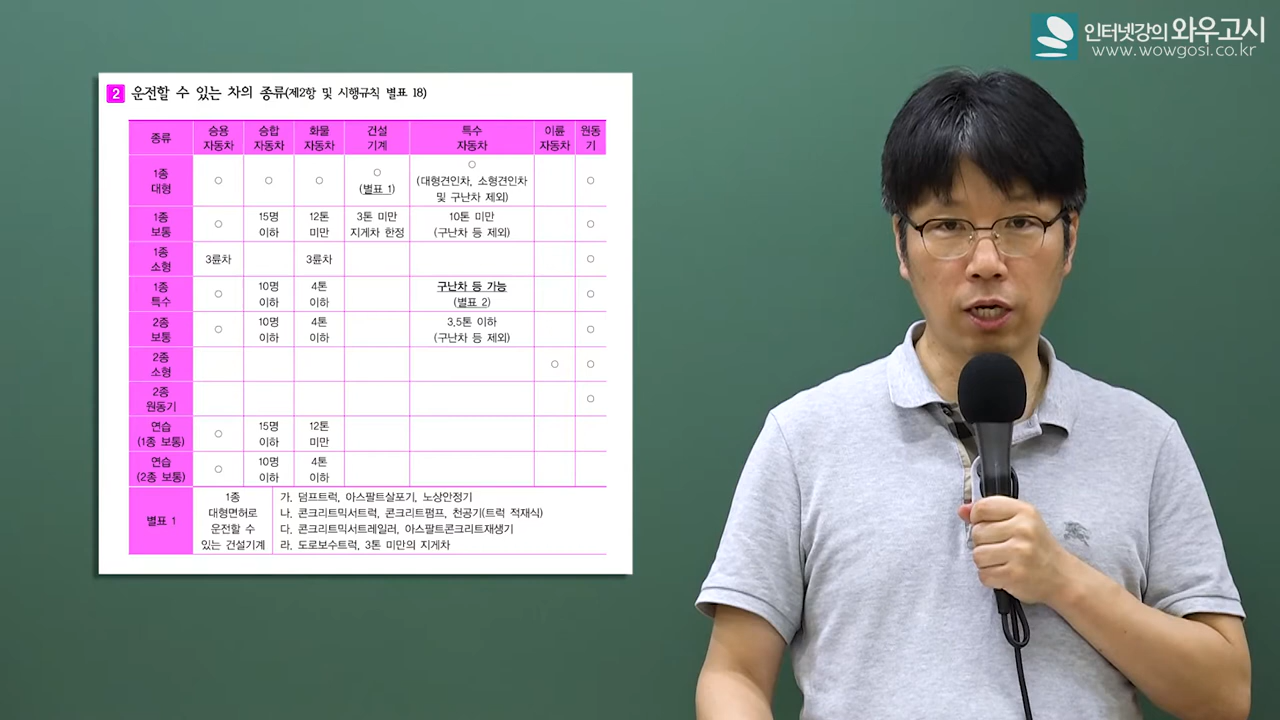 인터넷강의 와우고시
www.wowgosi.co.kr
2 운전할 수 있는 차의 종류(제2항 및 시행규칙 별표 18)
종류 승용 자동차 승합 자동차 화물 자동차 건설 기계 특수 자동차 이륜 자동차 원동기
1종 대형 ○ ○ ○ ○ (별표 1) ○ (대형견인차, 소형견인차 및 구난차 제외) ○
1종 보통 ○ 15명 이하 12톤 미만 3톤 미만 지게차 한정 10톤 미만 (구난차 등 제외) ○
1종 소형 3륜차 3륜차 ○
1종 특수 ○ 10명 이하 4톤 이하 구난차 등 가능 (별표 2) ○
2종 보통 ○ 10명 이하 4톤 이하 3.5톤 이하 (구난차 등 제외) ○
2종 소형 ○ ○
2종 원동기 ○
연습 (1종 보통) ○ 15명 이하 12톤 미만
연습 (2종 보통) ○ 10명 이하 4톤 이하
별표 1 1종 대형면허로 운전할 수 있는 건설기계
가. 덤프트럭, 아스팔트살포기, 노상안정기
나. 콘크리트믹서트럭, 콘크리트펌프, 천공기(트럭 적재식)
다. 콘크리트믹서트레일러, 아스팔트콘크리트재생기
라. 도로보수트럭, 3톤 미만의 지게차